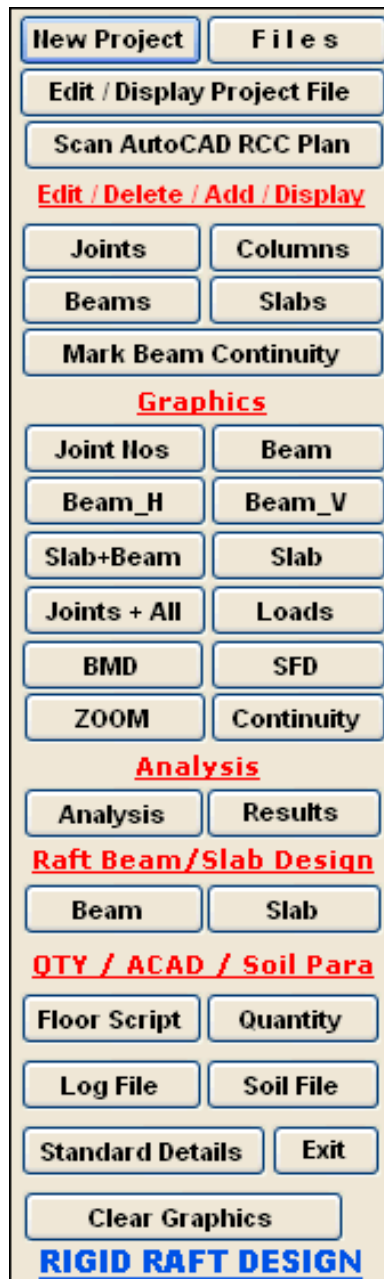 New Project F i l e s
Edit / Display Project File
Scan AutoCAD RCC Plan
Edit / Delete / Add / Display
Joints Columns
Beams Slabs
Mark Beam Continuity
Graphics
Joint Nos Beam
Beam_H Beam_V
Slab+Beam Slab
Joints + All Loads
BMD SFD
ZOOM Continuity
Analysis
Analysis Results
Raft Beam/Slab Design
Beam Slab
QTY / ACAD / Soil Para
Floor Script Quantity
Log File Soil File
Standard Details Exit
Clear Graphics
RIGID RAFT DESIGN